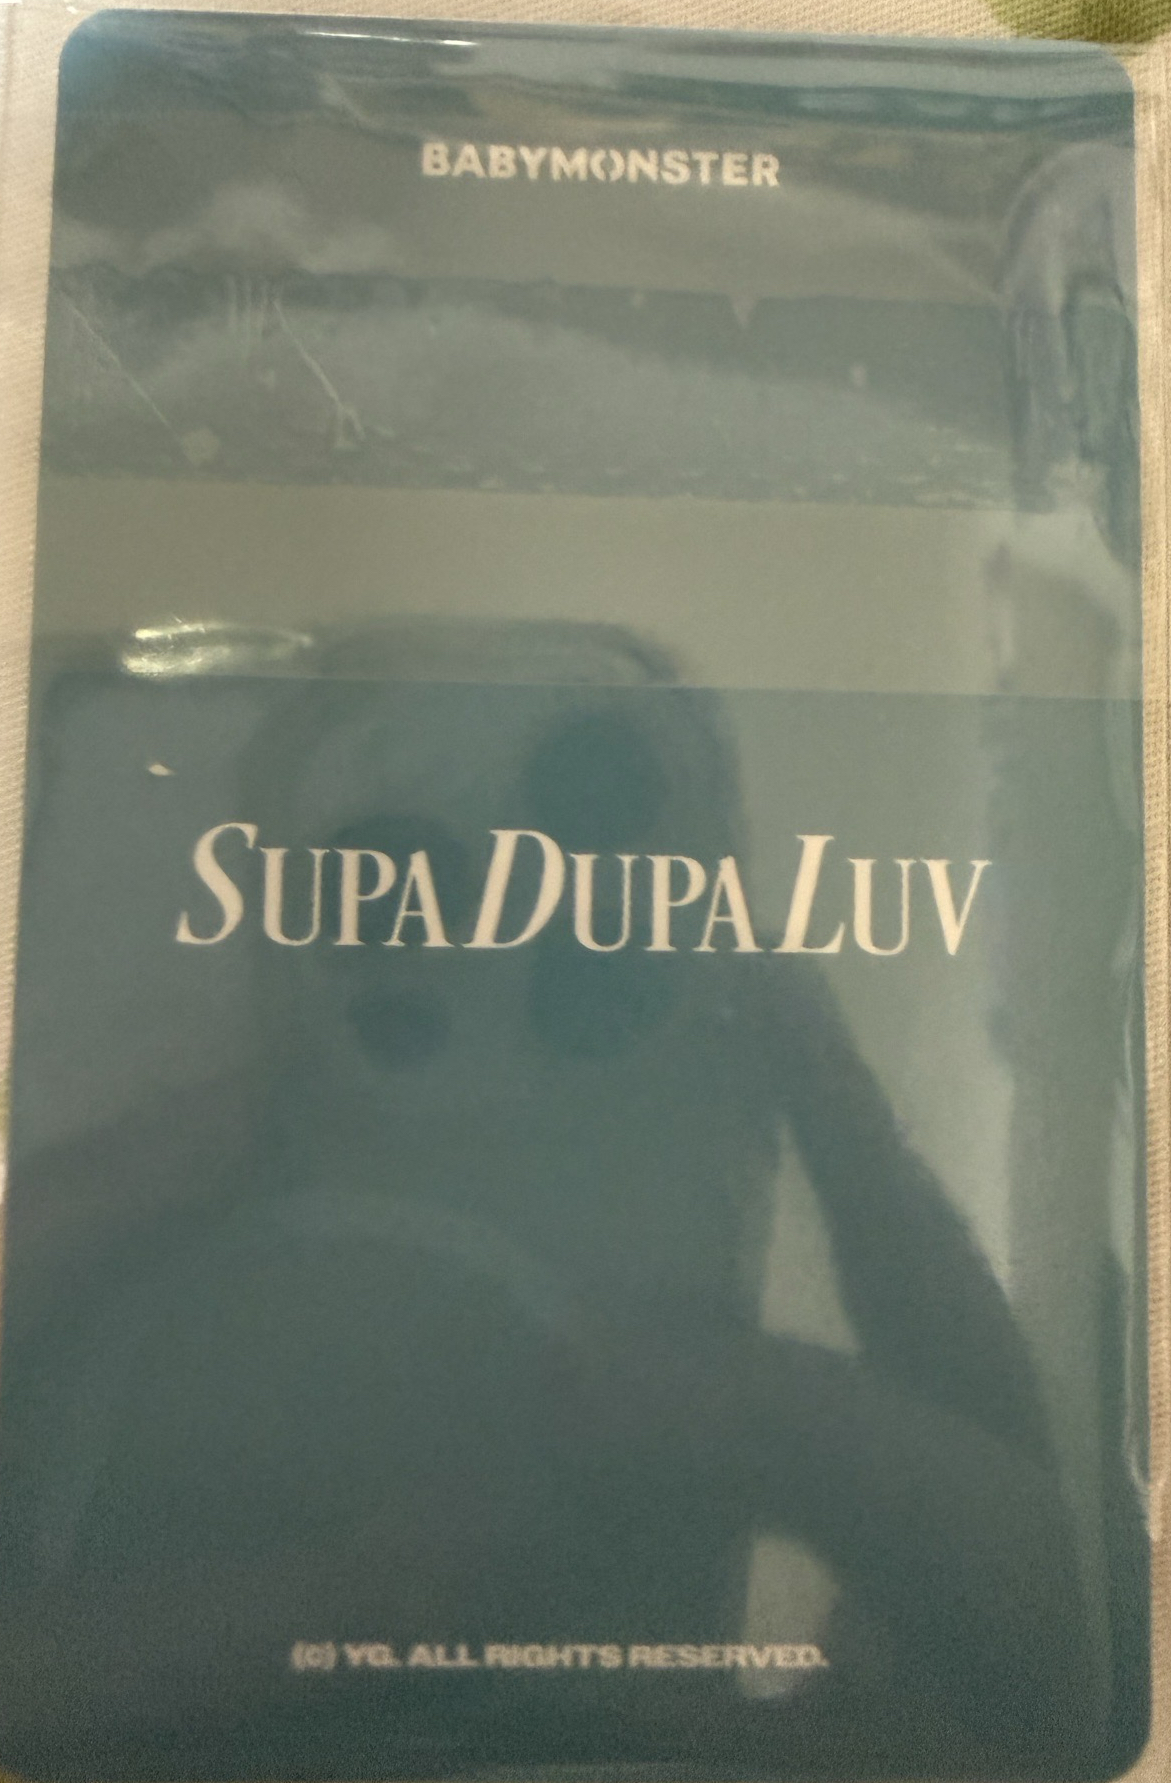 BABYMONSTER
SUPA DUPA LUV
(c) YG. ALL RIGHTS RESERVED.